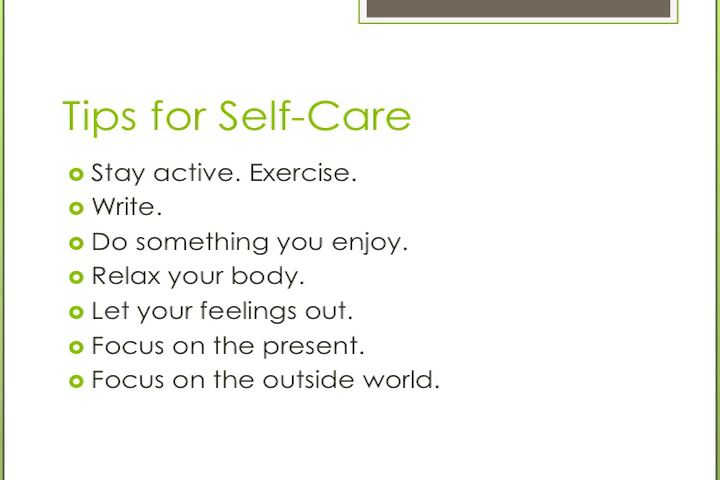 Tips for Self-Care
Stay active. Exercise.
Write.
Do something you enjoy.
Relax your body.
Let your feelings out.
Focus on the present.
Focus on the outside world.